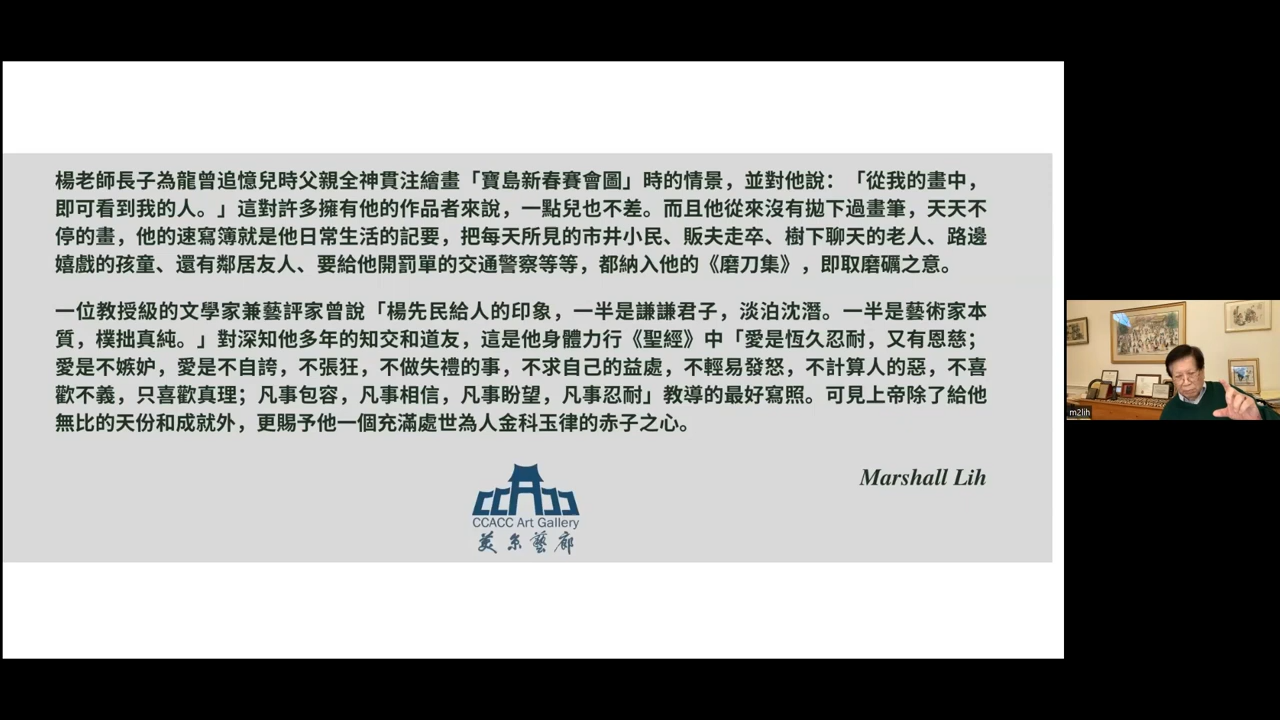 楊老師長子為龍曾追憶兒時父親全神貫注繪畫「寶島新春賽會圖」時的情景，並對他說：「從我的畫中，
即可看到我的人。」這對許多擁有他的作品者來說，一點兒也不差。而且他從來沒有拋下過畫筆，天天不
停的畫，他的速寫簿就是他日常生活的記要，把每天所見的市井小民、販夫走卒、樹下聊天的老人、路邊
嬉戲的孩童、還有鄰居友人、要給他開罰單的交通警察等等，都納入他的《磨刀集》，即取磨礪之意。
一位教授級的文學家兼藝評家曾說「楊先民給人的印象，一半是謙謙君子，淡泊沈潛。一半是藝術家本
質，樸拙真純。」對深知他多年的知交和道友，這是他身體力行《聖經》中「愛是恆久忍耐，又有恩慈；
愛是不嫉妒，愛是不自誇，不張狂，不做失禮的事，不求自己的益處，不輕易發怒，不計算人的惡，不喜
歡不義，只喜歡真理；凡事包容，凡事相信，凡事盼望，凡事忍耐」教導的最好寫照。可見上帝除了給他
無比的天份和成就外，更賜予他一個充滿處世為人金科玉律的赤子之心。
Marshall Lih
CCACC Art Gallery
美京藝廊
m2lih